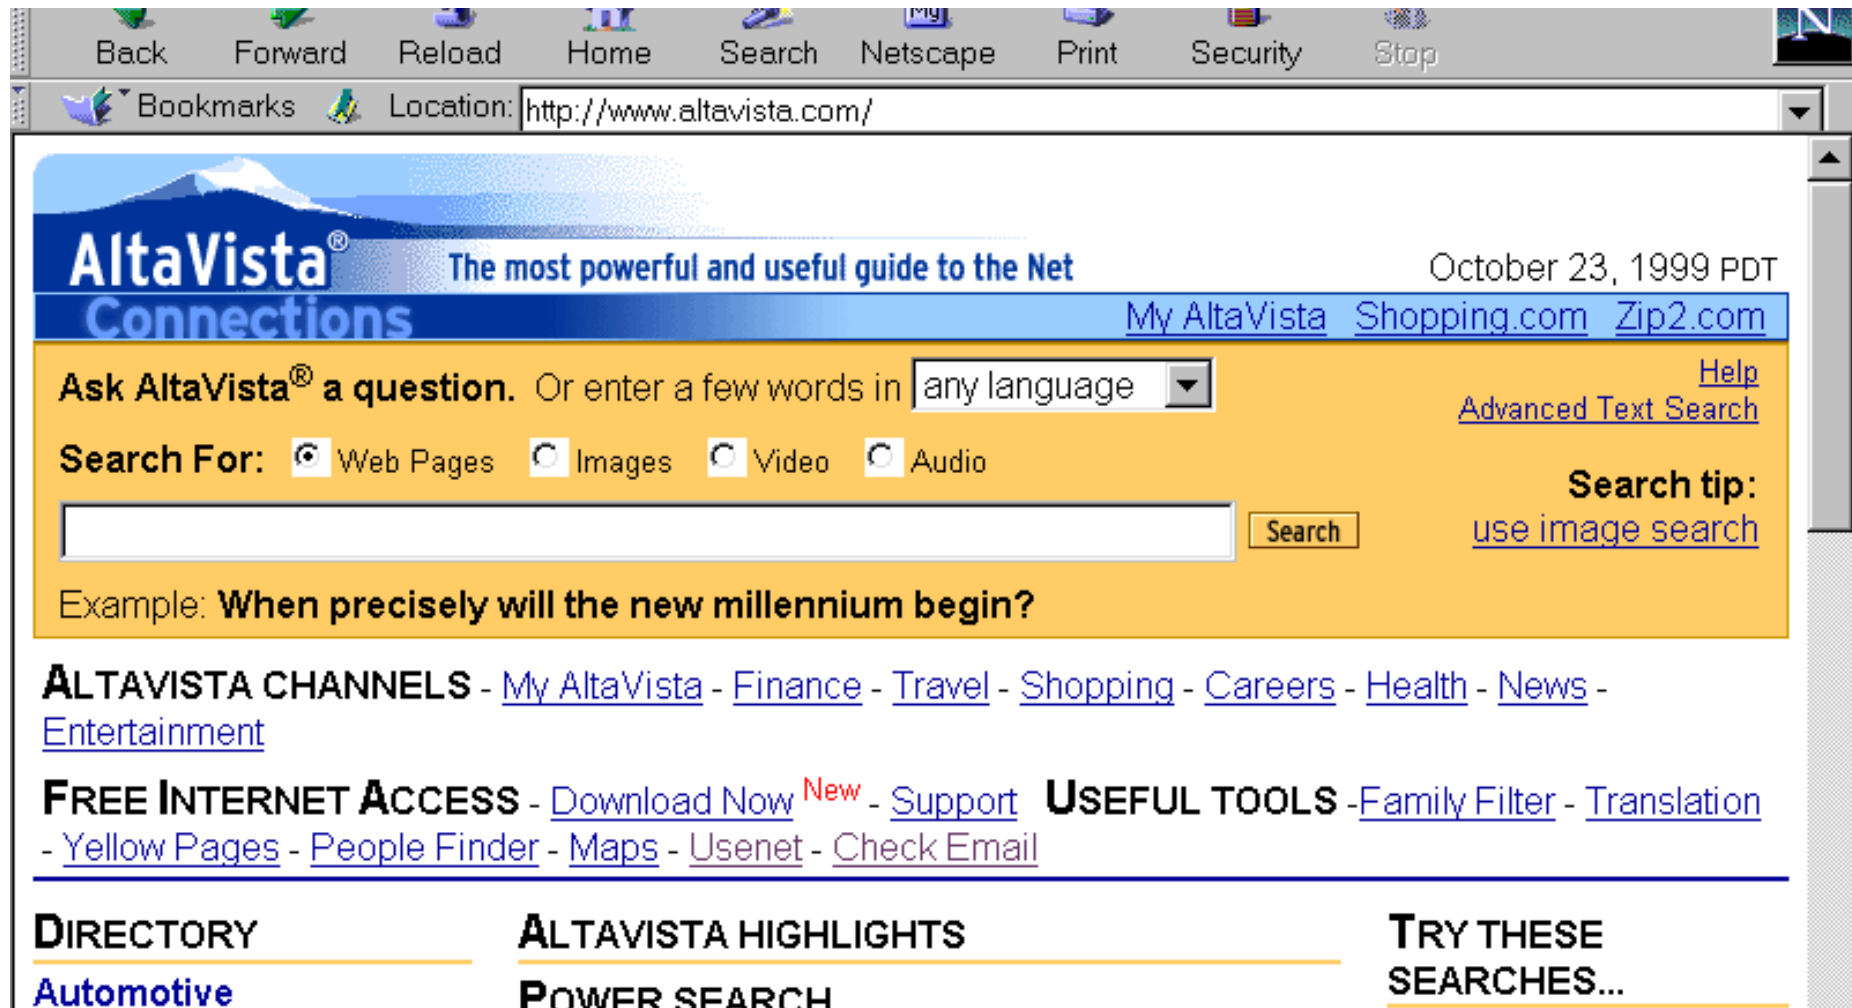 Back Forward Reload Home Search Netscape Print Security Stop
My
N
Bookmarks Location: http://www.altavista.com/
AltaVista® The most powerful and useful guide to the Net October 23, 1999 PDT
Connections My AltaVista Shopping.com Zip2.com
Ask AltaVista® a question. Or enter a few words in any language Help
Advanced Text Search
Search For: Web Pages Images Video Audio
Search tip:
Search use image search
Example: When precisely will the new millennium begin?
ALTAVISTA CHANNELS - My AltaVista - Finance - Travel - Shopping - Careers - Health - News -
Entertainment
FREE INTERNET ACCESS - Download Now New - Support USEFUL TOOLS -Family Filter - Translation
- Yellow Pages - People Finder - Maps - Usenet - Check Email
DIRECTORY ALTAVISTA HIGHLIGHTS TRY THESE
SEARCHES...
Automotive POWER SEARCH